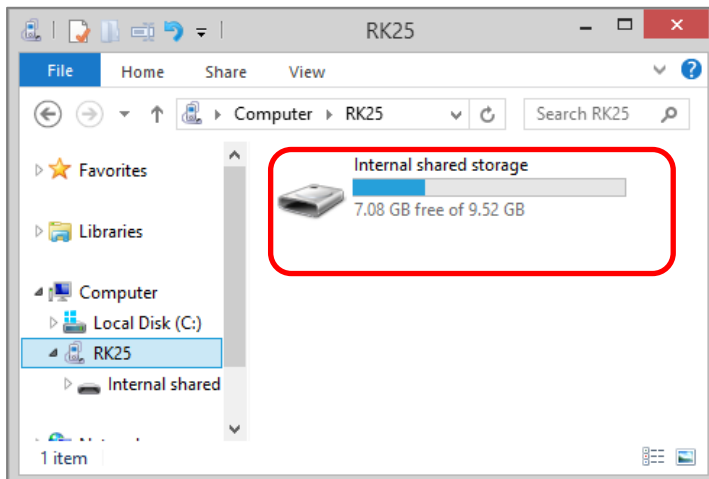 RK25
File Home Share View
Computer RK25 Search RK25
Favorites
Libraries
Computer
Local Disk (C:)
RK25
Internal shared
Internal shared storage
7.08 GB free of 9.52 GB
1 item